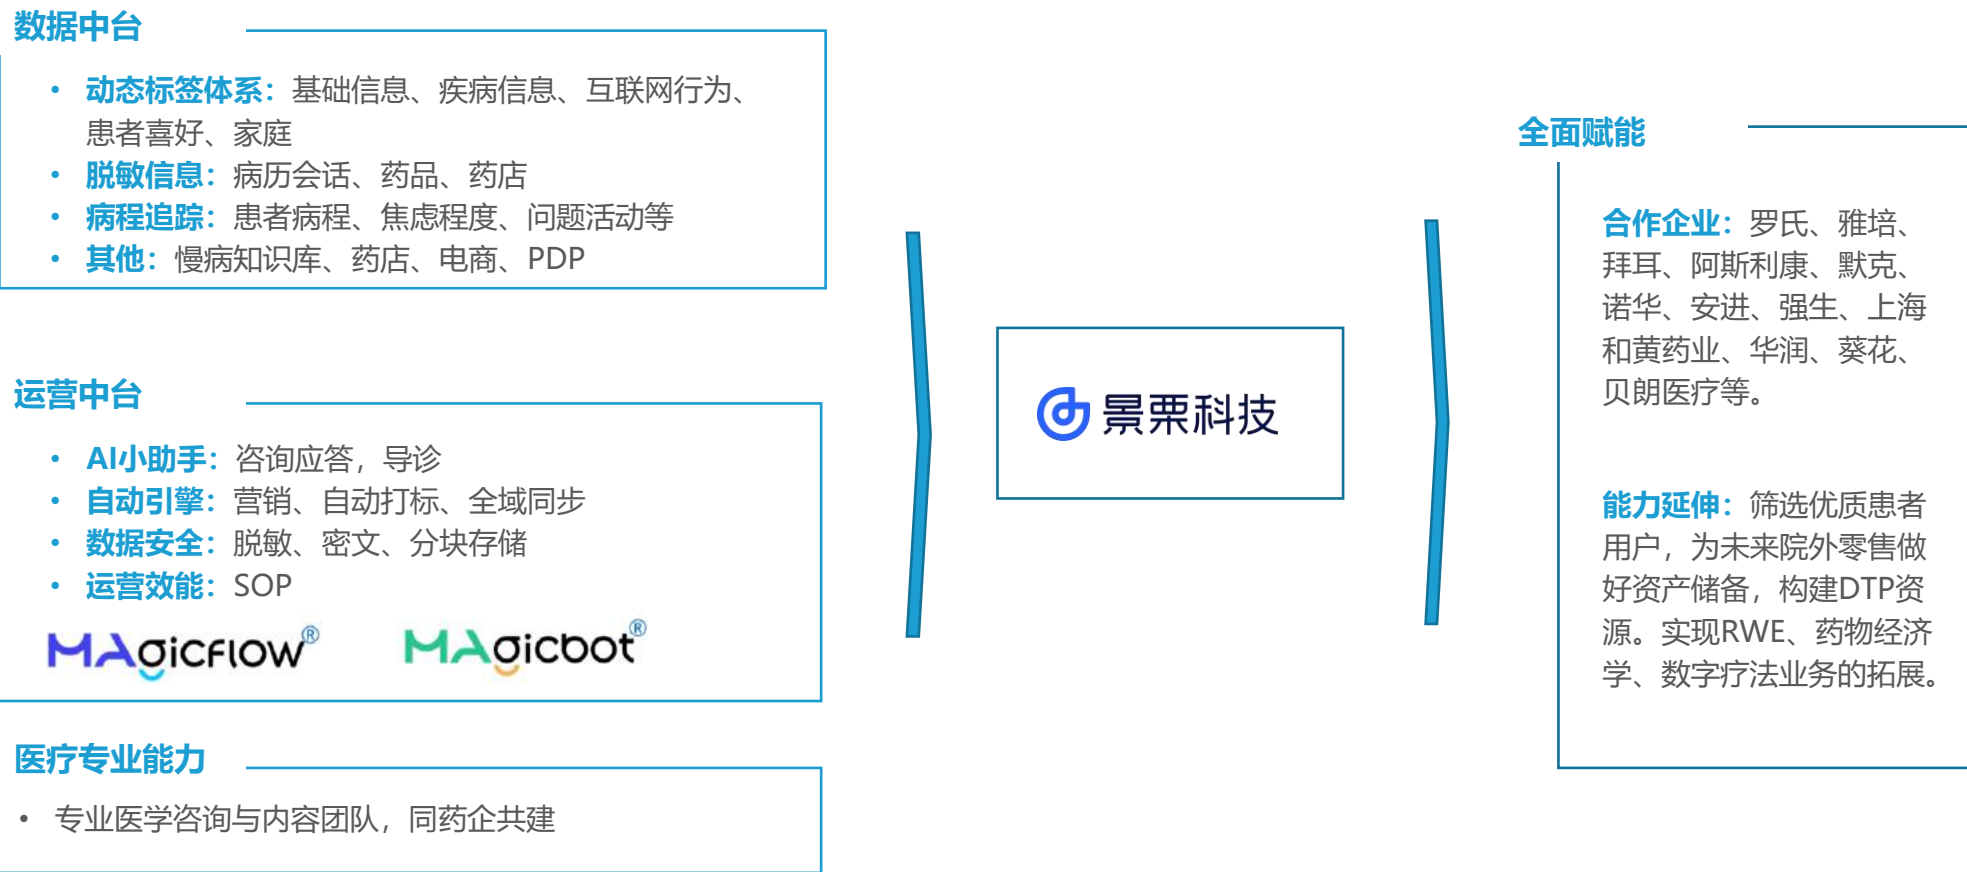 数据中台
• 动态标签体系：基础信息、疾病信息、互联网行为、
患者喜好、家庭
• 脱敏信息：病历会话、药品、药店
• 病程追踪：患者病程、焦虑程度、问题活动等
• 其他：慢病知识库、药店、电商、PDP
运营中台
• AI小助手：咨询应答，导诊
• 自动引擎：营销、自动打标、全域同步
• 数据安全：脱敏、密文、分块存储
• 运营效能：SOP
MAgicflow® MAgicbot®
医疗专业能力
• 专业医学咨询与内容团队，同药企共建
景栗科技
全面赋能
合作企业：罗氏、雅培、
拜耳、阿斯利康、默克、
诺华、安进、强生、上海
和黄药业、华润、葵花、
贝朗医疗等。
能力延伸：筛选优质患者
用户，为未来院外零售做
好资产储备，构建DTP资
源。实现RWE、药物经济
学、数字疗法业务的拓展。